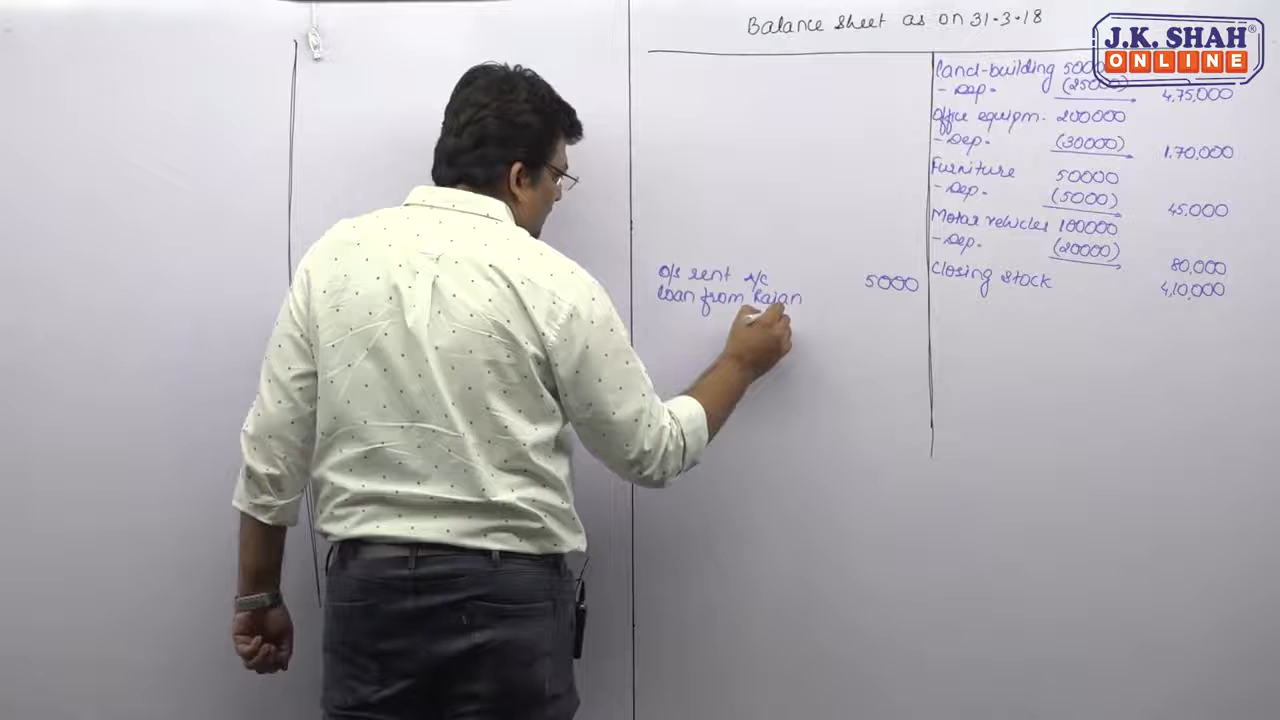 Balance sheet as on 31-3-18
J.K. SHAH®
ONLINE
Land-building 5000
- Dep. (25000) 4,75,000
Office equipm. 200000
- Dep. (30000) 1,70,000
Furniture 50000
- Dep. (5000) 45,000
Motor vehicles 100000
- Dep. (20000) 80,000
Closing stock 4,10,000
O/s rent A/c 5000
Loan from Rajan